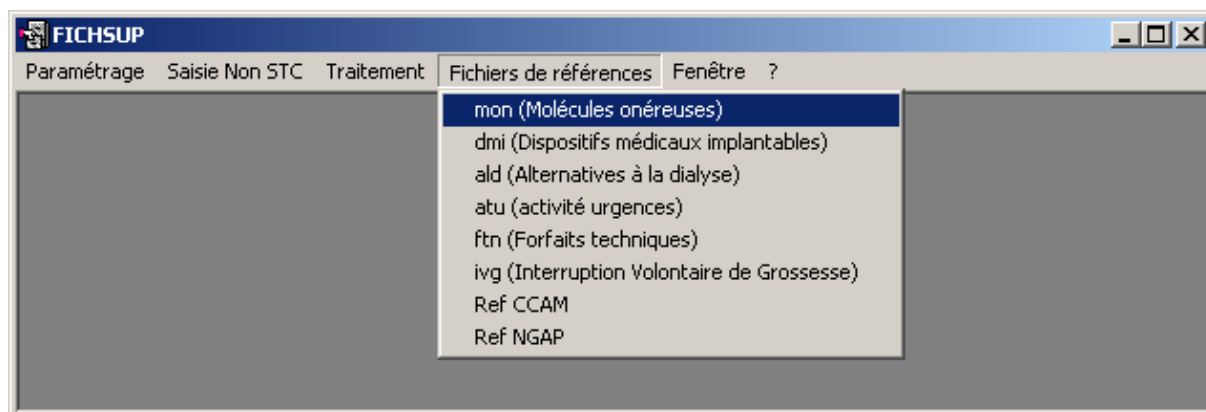 FICHSUP
Paramétrage Saisie Non STC Traitement Fichiers de références Fenêtre ?
mon (Molécules onéreuses)
dmi (Dispositifs médicaux implantables)
ald (Alternatives à la dialyse)
atu (activité urgences)
ftn (Forfaits techniques)
ivg (Interruption Volontaire de Grossesse)
Ref CCAM
Ref NGAP